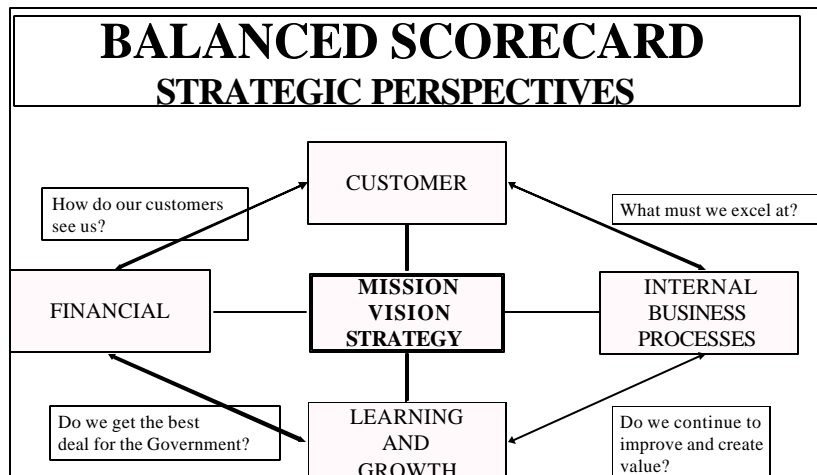 BALANCED SCORECARD
STRATEGIC PERSPECTIVES
CUSTOMER
How do our customers
see us?
What must we excel at?
FINANCIAL
MISSION
VISION
STRATEGY
INTERNAL
BUSINESS
PROCESSES
Do we get the best
deal for the Government?
LEARNING
AND
GROWTH
Do we continue to
improve and create
value?